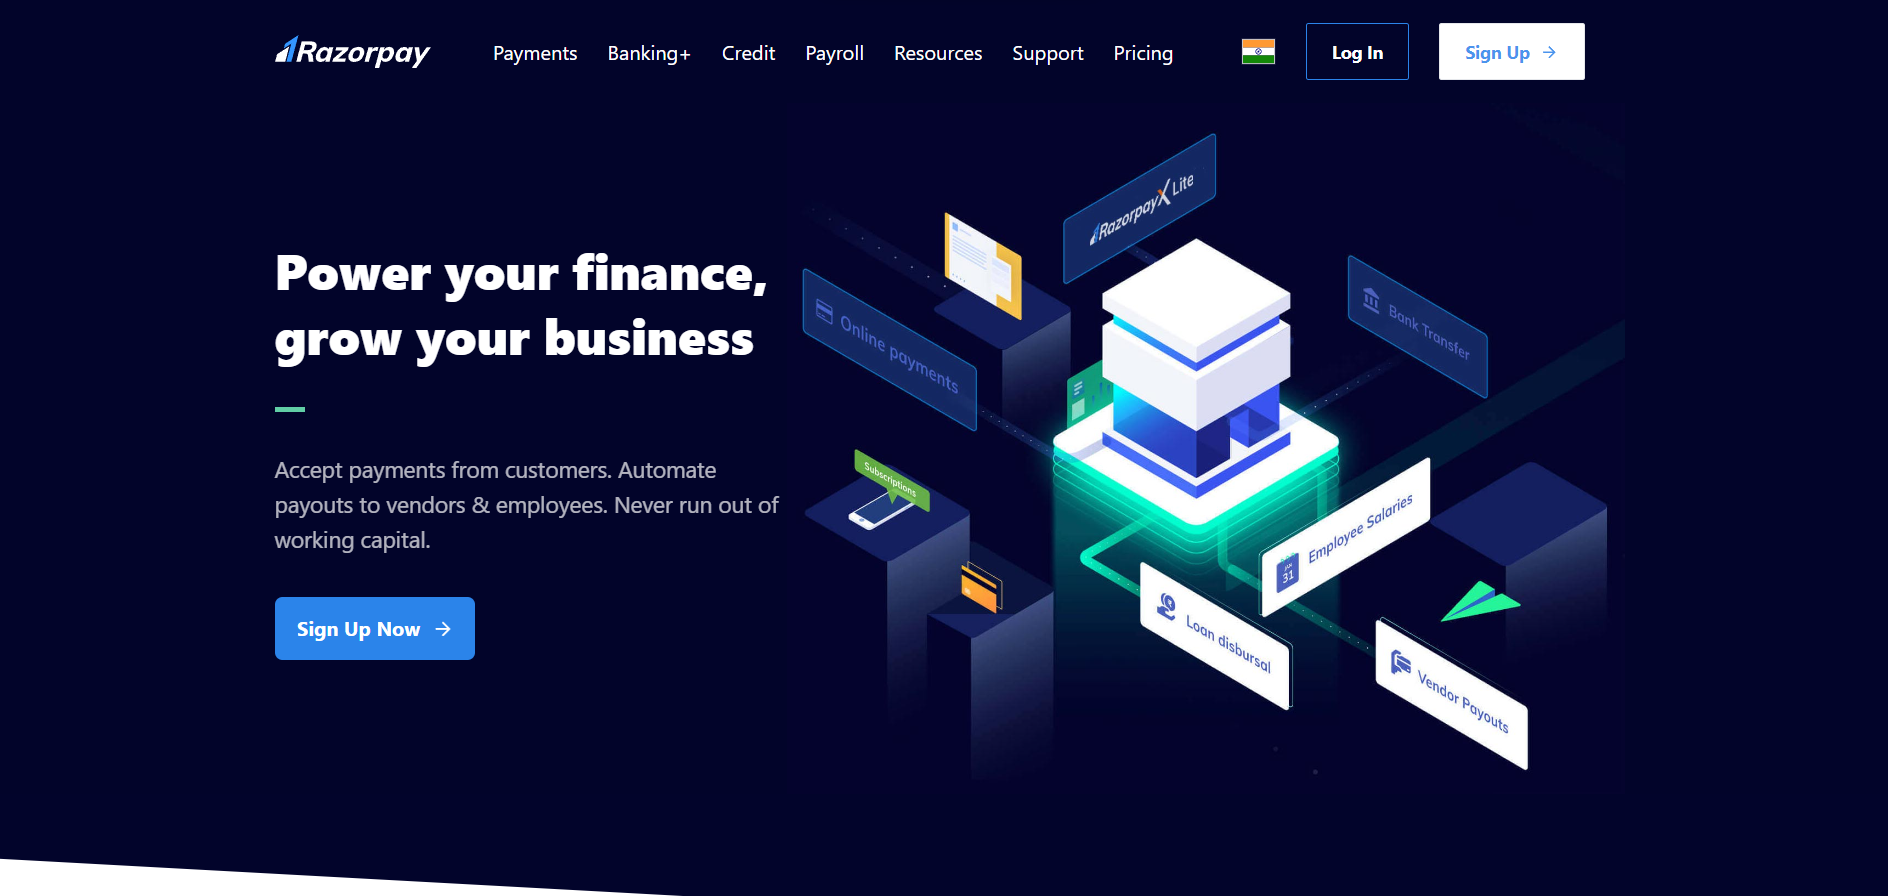 Razorpay
Payments
Banking+
Credit
Payroll
Resources
Support
Pricing
Log In
Sign Up
Power your finance,
grow your business
Accept payments from customers. Automate
payouts to vendors & employees. Never run out of
working capital.
Sign Up Now
RazorpayX Lite
Online payments
Bank Transfer
Subscriptions
JAN
31
Employee Salaries
Loan disbursal
Vendor Payouts